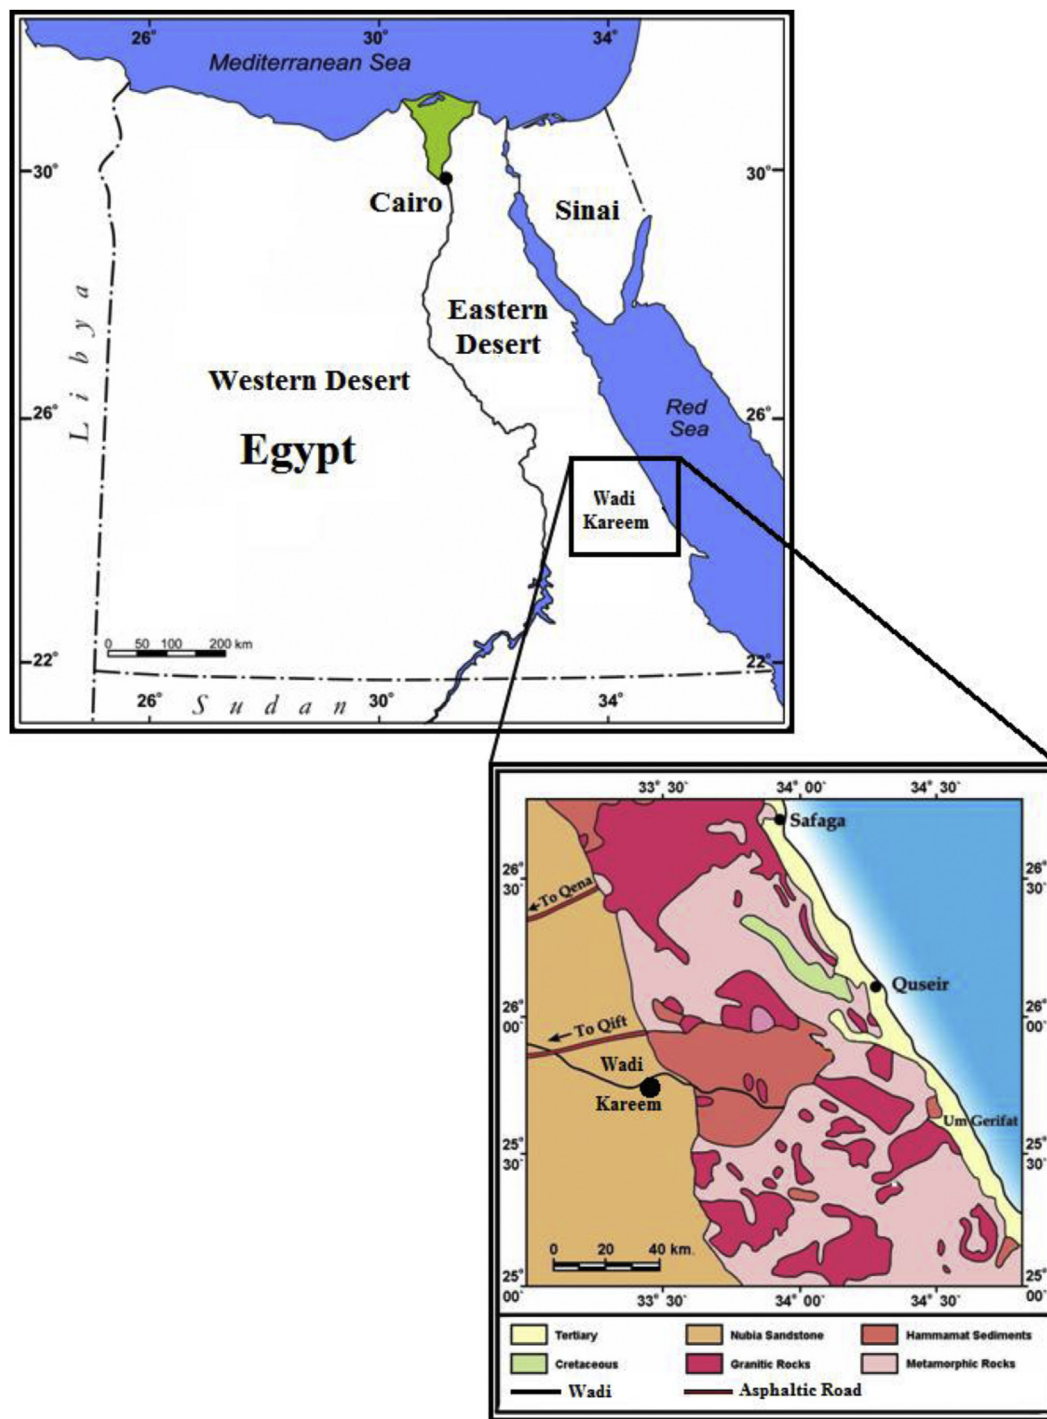 26°
30°
34°
Mediterranean Sea
30°
30°
Cairo
Sinai
Eastern
Desert
Western Desert
Libya
Egypt
Red
Sea
26°
26°
Wadi
Kareem
0 50 100 200 km
22°
22°
26°
30°
34°
Sudan
33° 30`
34° 00`
34° 30`
Safaga
26°
30`
26°
30`
To Qena
Quseir
26°
00`
26°
00`
To Qift
Wadi
Kareem
Um Gerifat
25°
30`
25°
30`
0 20 40 km.
25°
00`
25°
00`
33° 30`
34° 00`
34° 30`
Tertiary
Nubia Sandstone
Hammamat Sediments
Cretaceous
Granitic Rocks
Metamorphic Rocks
Wadi
Asphaltic Road